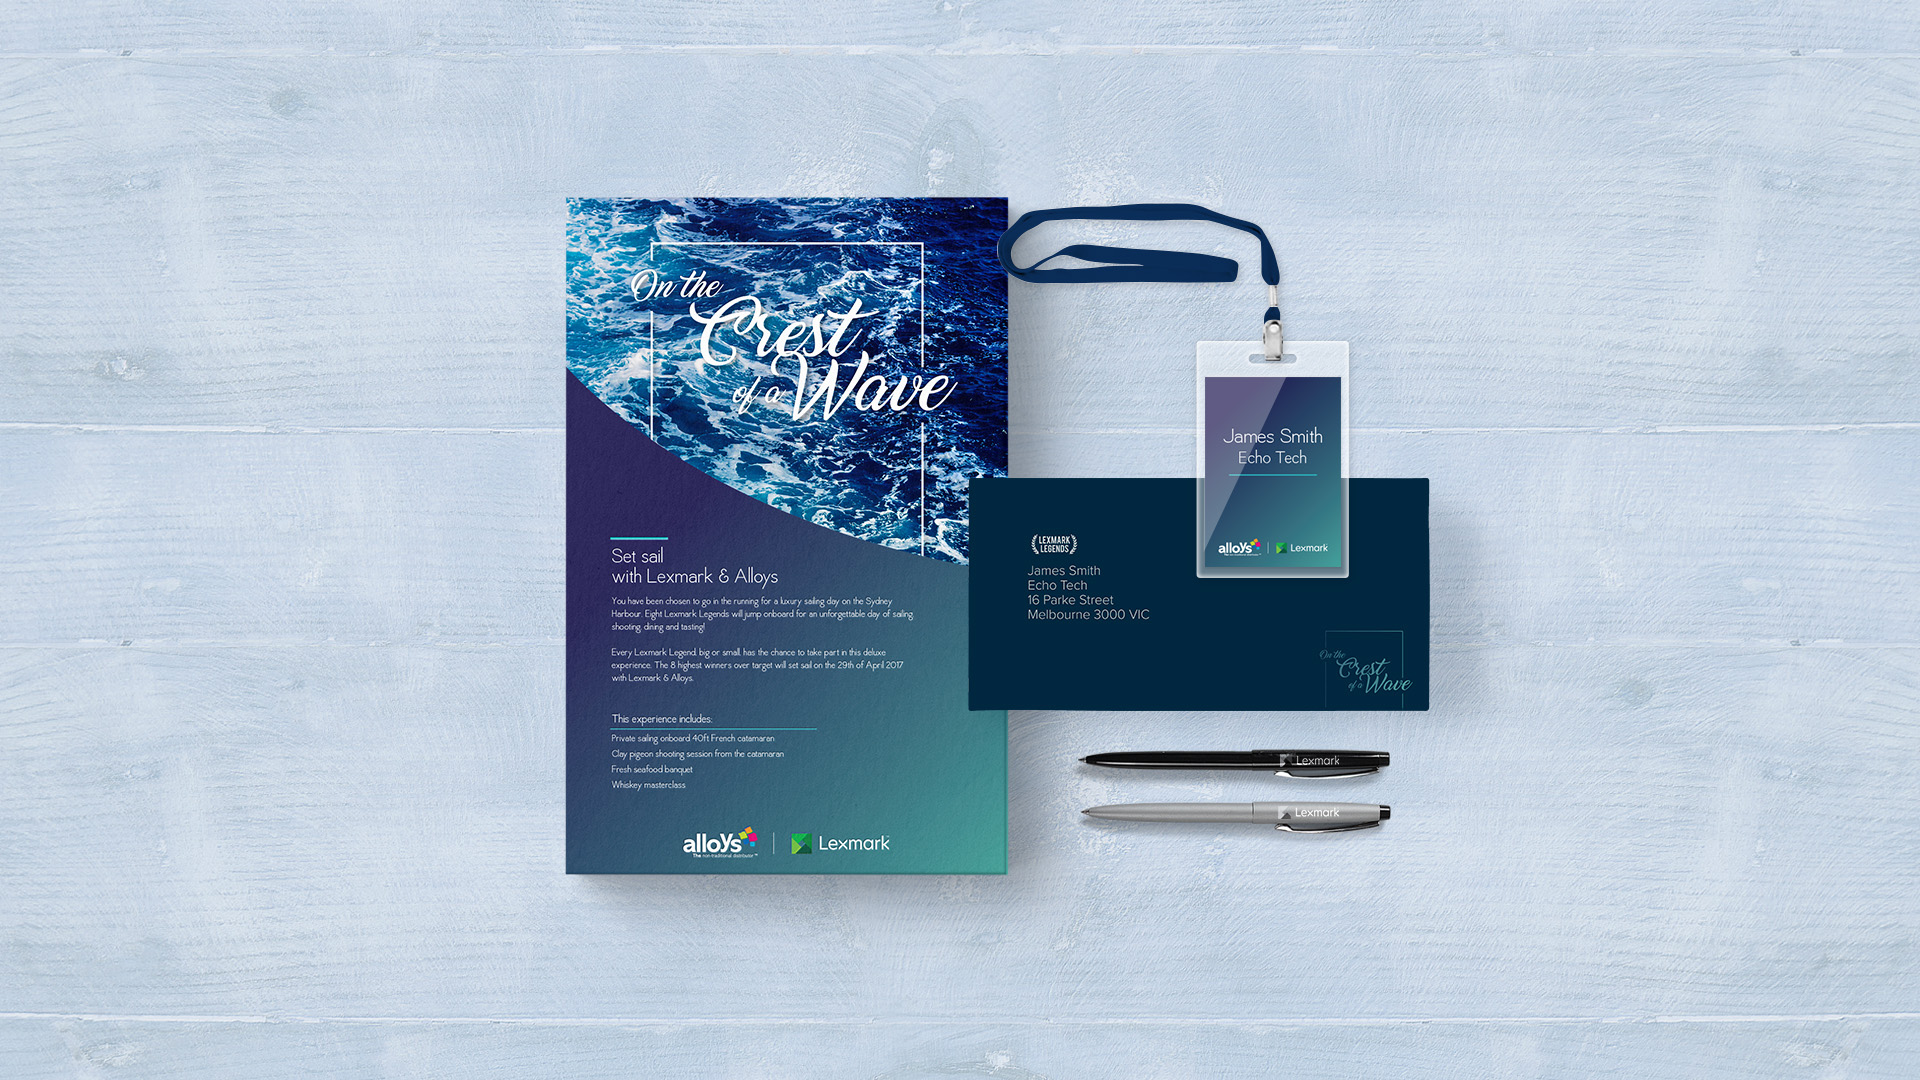 On the
Crest
of a Wave
Set sail
with Lexmark & Alloys
You have been chosen to go in the running for a luxury sailing day on the Sydney
Harbour. Eight Lexmark Legends will jump onboard for an unforgettable day of sailing,
shooting, dining and tasting!
Every Lexmark Legend, big or small, has the chance to take part in this deluxe
experience. The 8 highest winners over target will set sail on the 29th of April 2017
with Lexmark & Alloys.
This experience includes:
Private sailing onboard 40ft French catamaran
Clay pigeon shooting session from the catamaran
Fresh seafood banquet
Whiskey masterclass
alloys
The non-traditional distributor™
Lexmark
James Smith
Echo Tech
alloys
Lexmark
LEXMARK
LEGENDS
James Smith
Echo Tech
16 Parke Street
Melbourne 3000 VIC
On the
Crest
of a Wave
Lexmark
Lexmark